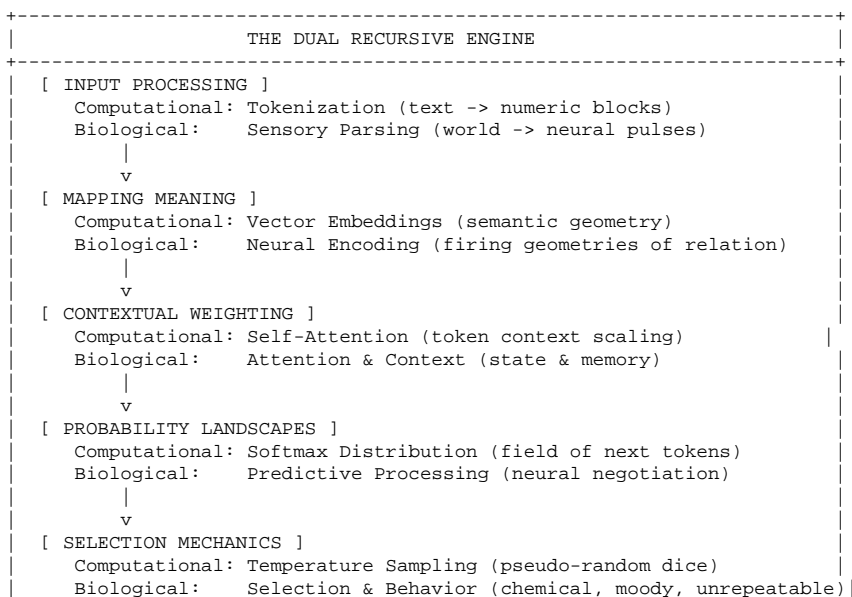 THE DUAL RECURSIVE ENGINE
[ INPUT PROCESSING ]
Computational: Tokenization (text -> numeric blocks)
Biological: Sensory Parsing (world -> neural pulses)
|
v
[ MAPPING MEANING ]
Computational: Vector Embeddings (semantic geometry)
Biological: Neural Encoding (firing geometries of relation)
|
v
[ CONTEXTUAL WEIGHTING ]
Computational: Self-Attention (token context scaling)
Biological: Attention & Context (state & memory)
|
v
[ PROBABILITY LANDSCAPES ]
Computational: Softmax Distribution (field of next tokens)
Biological: Predictive Processing (neural negotiation)
|
v
[ SELECTION MECHANICS ]
Computational: Temperature Sampling (pseudo-random dice)
Biological: Selection & Behavior (chemical, moody, unrepeatable)